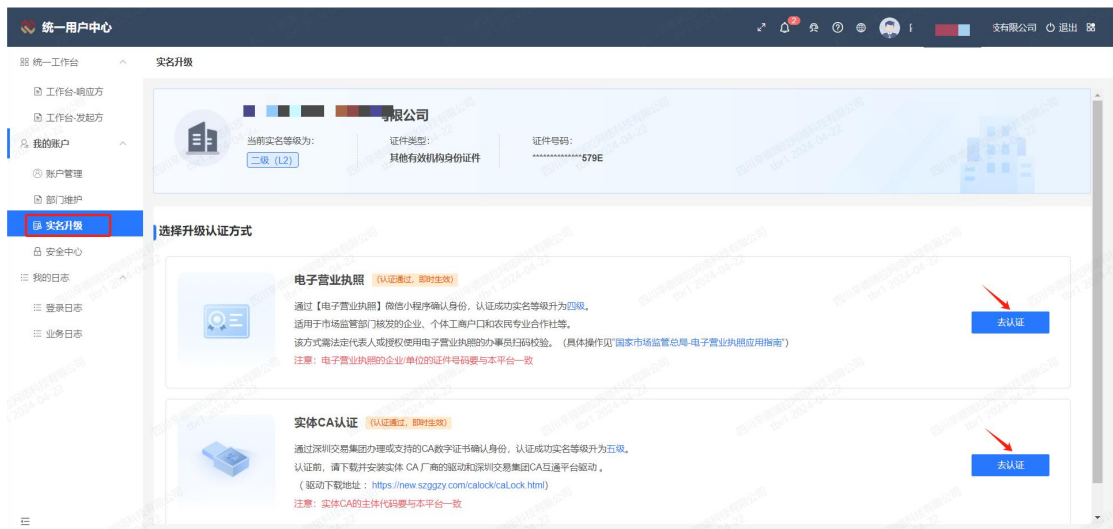 统一用户中心
2
技有限公司 退出
统一工作台
实名升级
工作台-响应方
工作台-发起方
我的账户
账户管理
部门维护
实名升级
安全中心
我的日志
登录日志
业务日志
有限公司
当前实名等级为: 证件类型: 证件号码:
二级（L2） 其他有效机构身份证件 **************579E
选择升级认证方式
电子营业执照 （认证通过，即时生效）
通过【电子营业执照】微信小程序确认身份，认证成功实名等级升为四级。
适用于市场监管部门核发的企业、个体工商户口和农民专业合作社等。
该方式需法定代表人或授权使用电子营业执照的办事员扫码校验。（具体操作见"国家市场监管总局-电子营业执照应用指南"）
注意：电子营业执照的企业/单位的证件号码要与本平台一致
去认证
实体CA认证 （认证通过，即时生效）
通过深圳交易集团办理或支持的CA数字证书确认身份，认证成功实名等级升为五级。
认证前，请下载并安装实体 CA 厂商的驱动和深圳交易集团CA互通平台驱动 。
（ 驱动下载地址 ：https://new.szggzy.com/calock/caLock.html)
注意：实体CA的主体代码要与本平台一致
去认证